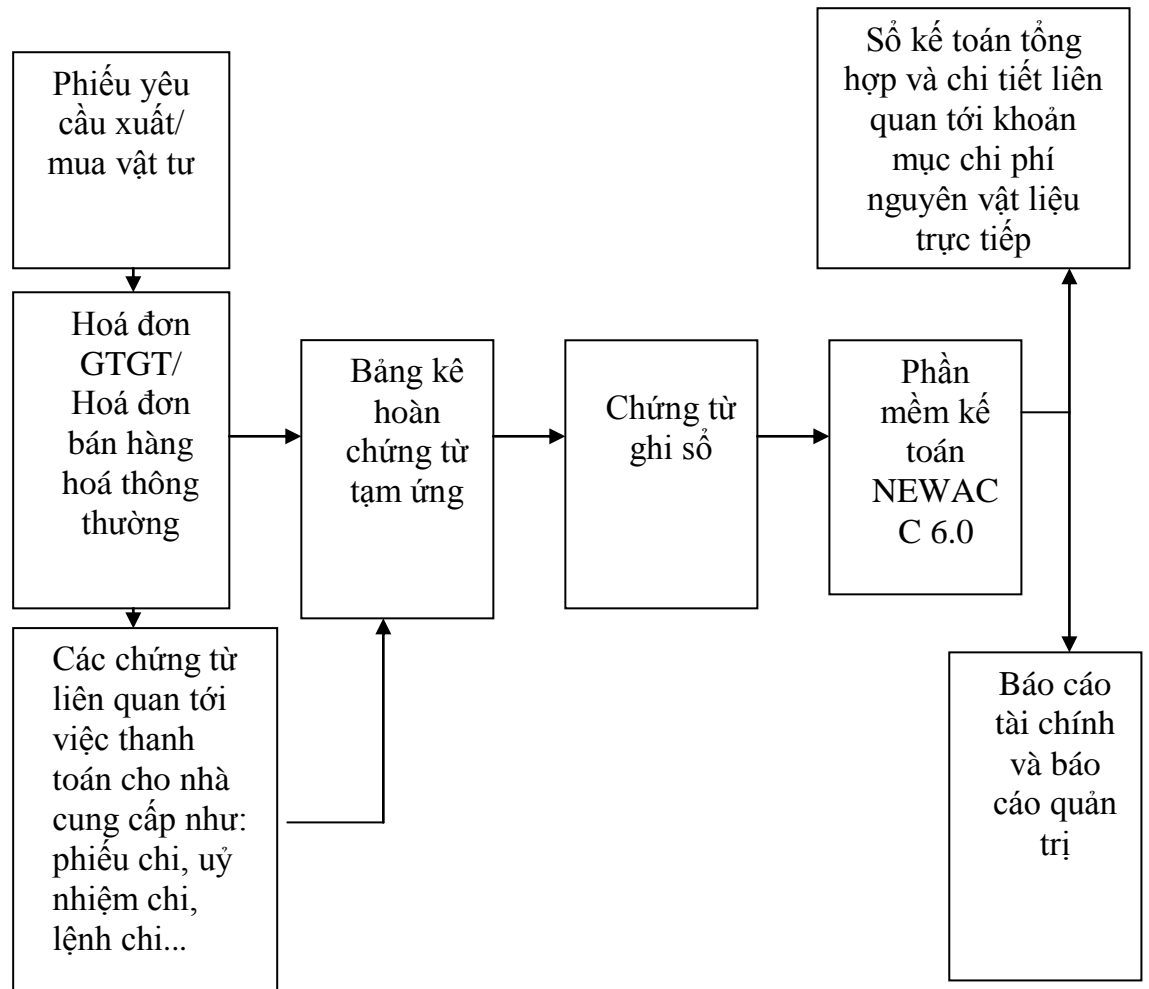 Phiếu yêu
cầu xuất/
mua vật tư
Hoá đơn
GTGT/
Hoá đơn
bán hàng
hoá thông
thường
Các chứng từ
liên quan tới
việc thanh
toán cho nhà
cung cấp như:
phiếu chi, uỷ
nhiệm chi,
lệnh chi...
Bảng kê
hoàn
chứng từ
tạm ứng
Chứng từ
ghi sổ
Phần
mềm kế
toán
NEWAC
C 6.0
Sổ kế toán tổng
hợp và chi tiết liên
quan tới khoản
mục chi phí
nguyên vật liệu
trực tiếp
Báo cáo
tài chính
và báo
cáo quản
trị